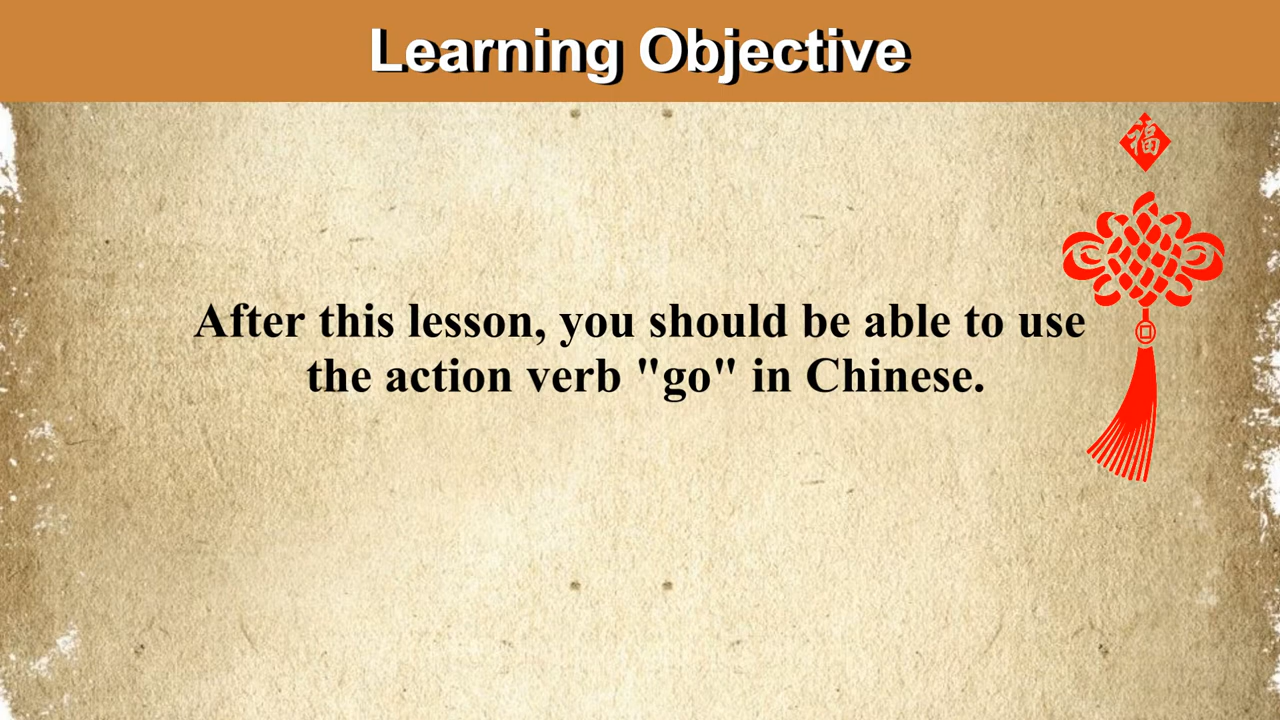 Learning Objective
福
After this lesson, you should be able to use
the action verb "go" in Chinese.